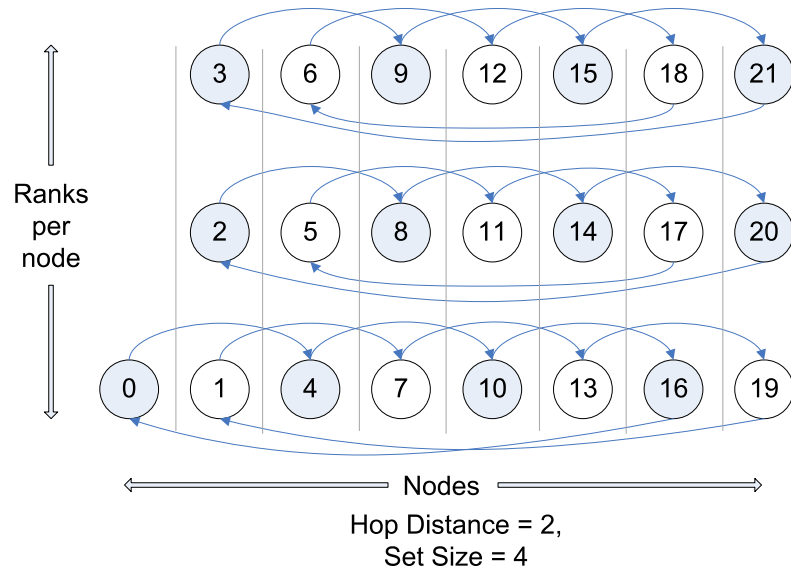 3 6 9 12 15 18 21
Ranks
per
node
2 5 8 11 14 17 20
0 1 4 7 10 13 16 19
Nodes
Hop Distance = 2,
Set Size = 4